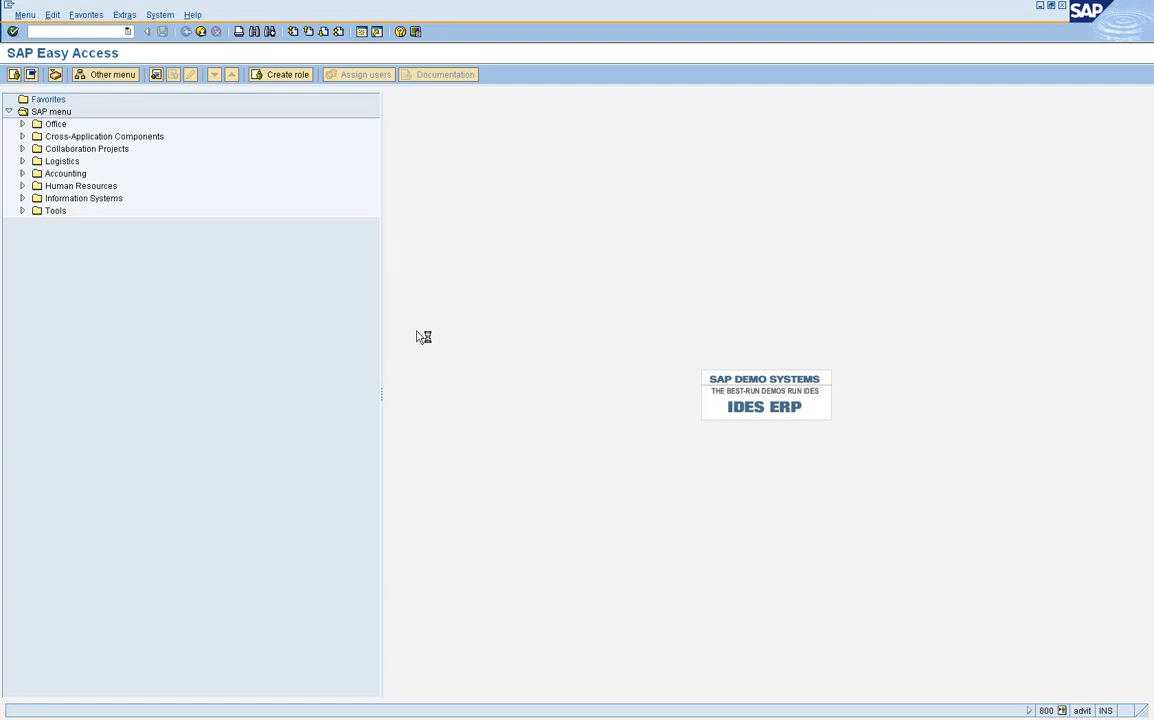 Menu Edit Favorites Extras System Help
SAP
SAP Easy Access
Other menu Create role Assign users Documentation
Favorites
SAP menu
Office
Cross-Application Components
Collaboration Projects
Logistics
Accounting
Human Resources
Information Systems
Tools
SAP DEMO SYSTEMS
THE BEST-RUN DEMOS RUN IDES
IDES ERP
800 advit INS